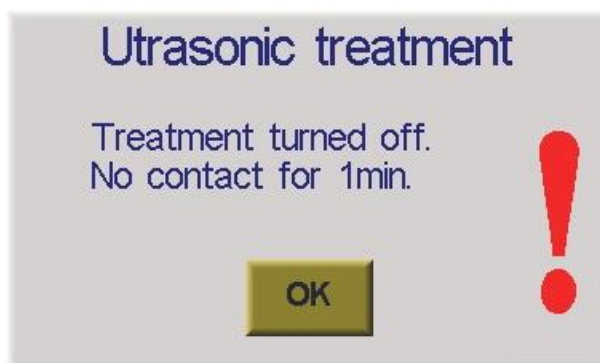 Utrasonic treatment
Treatment turned off.
No contact for 1min.
OK